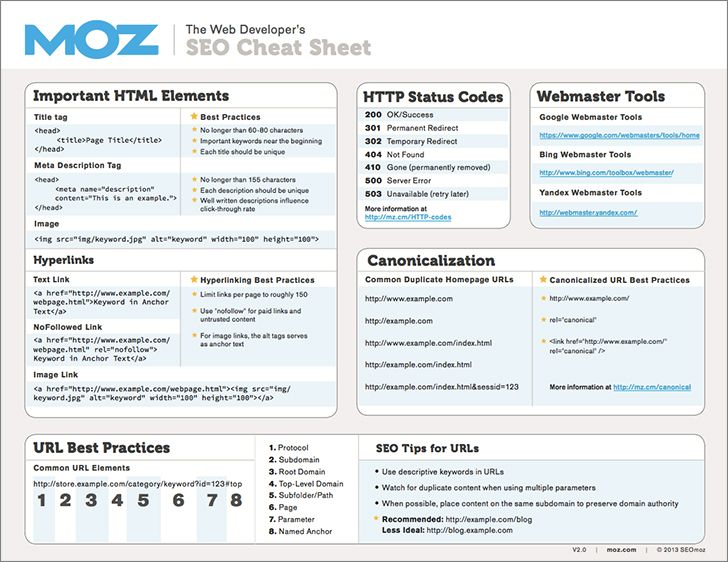 MOZ
The Web Developer's
SEO Cheat Sheet
Important HTML Elements
Title tag
<head>
<title>Page Title</title>
</head>
★ Best Practices
★ No longer than 60-80 characters
★ Important keywords near the beginning
★ Each title should be unique
Meta Description Tag
<head>
<meta name="description"
content="This is an example.">
</head>
★ No longer than 155 characters
★ Each description should be unique
★ Well written descriptions influence
click-through rate
Image
<img src="img/keyword.jpg" alt="keyword" width="100" height="100">
Hyperlinks
Text Link
<a href="http://www.example.com/
webpage.html">Keyword in Anchor
Text</a>
NoFollowed Link
<a href="http://www.example.com/
webpage.html" rel="nofollow">
Keyword in Anchor Text</a>
★ Hyperlinking Best Practices
★ Limit links per page to roughly 150
★ Use "nofollow" for paid links and
untrusted content
★ For image links, the alt tags serves
as anchor text
Image Link
<a href="http://www.example.com/webpage.html"><img src="img/
keyword.jpg" alt="keyword" width="100" height="100"></a>
HTTP Status Codes
200 OK/Success
301 Permanent Redirect
302 Temporary Redirect
404 Not Found
410 Gone (permanently removed)
500 Server Error
503 Unavailable (retry later)
More information at
http://mz.cm/HTTP-codes
Webmaster Tools
Google Webmaster Tools
https://www.google.com/webmasters/tools/home
Bing Webmaster Tools
http://www.bing.com/toolbox/webmaster/
Yandex Webmaster Tools
http://webmaster.yandex.com/
Canonicalization
Common Duplicate Homepage URLs
http://www.example.com
http://example.com
http://www.example.com/index.html
http://example.com/index.html
http://example.com/index.html&sessid=123
★ Canonicalized URL Best Practices
★ http://www.example.com/
★ rel="canonical"
★ <link href="http://www.example.com/"
rel="canonical" />
More information at http://mz.cm/canonical
URL Best Practices
Common URL Elements
http://store.example.com/category/keyword?id=123#top
1 2 3 4 5 6 7 8
1. Protocol
2. Subdomain
3. Root Domain
4. Top-Level Domain
5. Subfolder/Path
6. Page
7. Parameter
8. Named Anchor
SEO Tips for URLs
• Use descriptive keywords in URLs
• Watch for duplicate content when using multiple parameters
• When possible, place content on the same subdomain to preserve domain authority
★ Recommended: http://example.com/blog
Less Ideal: http://blog.example.com
V2.0 | moz.com | © 2013 SEOmoz